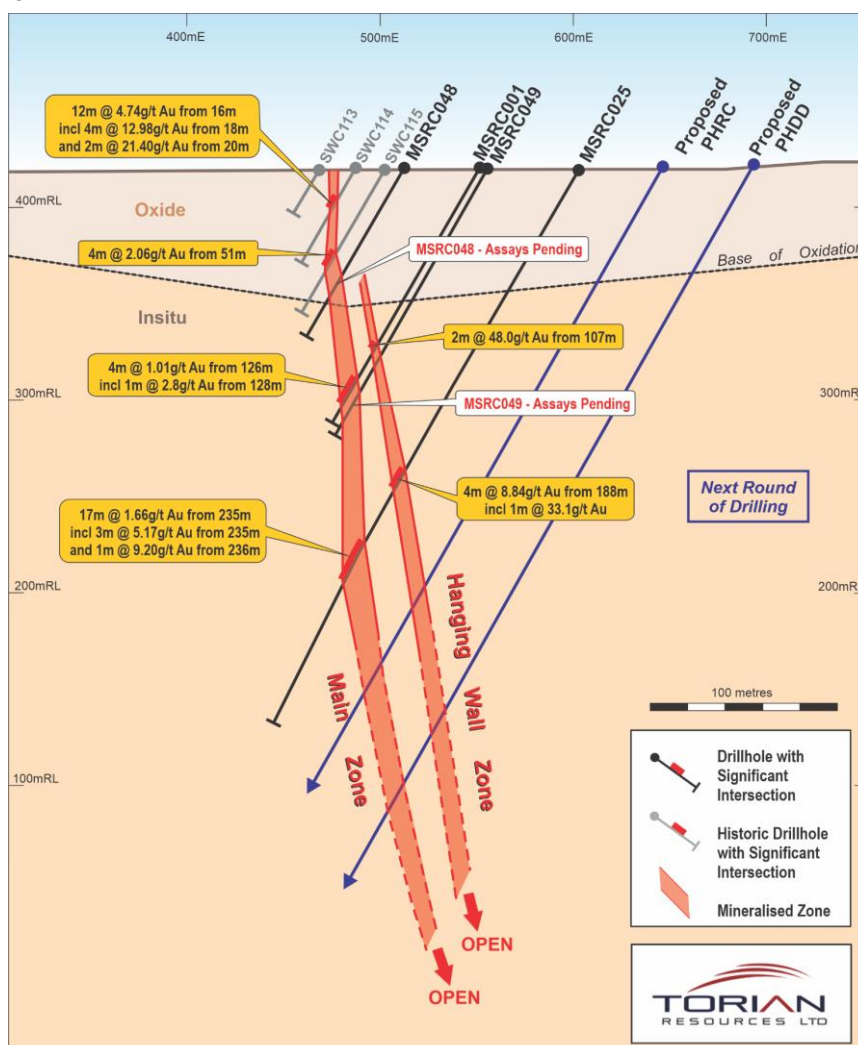 400mE
500mE
600mE
700mE
12m @ 4.74g/t Au from 16m
incl 4m @ 12.98g/t Au from 18m
and 2m @ 21.40g/t Au from 20m
SWC113
SWC114
SWC115
MSRC048
MSRC001
MSRC049
MSRC025
Proposed
PHRC
Proposed
PHDD
400mRL
Oxide
4m @ 2.06g/t Au from 51m
MSRC048 - Assays Pending
Base of Oxidation
Insitu
2m @ 48.0g/t Au from 107m
4m @ 1.01g/t Au from 126m
incl 1m @ 2.8g/t Au from 128m
300mRL
300mR
MSRC049 - Assays Pending
4m @ 8.84g/t Au from 188m
incl 1m @ 33.1g/t Au
Next Round
of Drilling
17m @ 1.66g/t Au from 235m
incl 3m @ 5.17g/t Au from 235m
and 1m @ 9.20g/t Au from 236m
200mRL
200mR
Hanging
Wall
Zone
Main
Zone
100 metres
100mRL
Drillhole with
Significant
Intersection
Historic Drillhole
with Significant
Intersection
Mineralised Zone
OPEN
OPEN
TORIAN
RESOURCES LTD